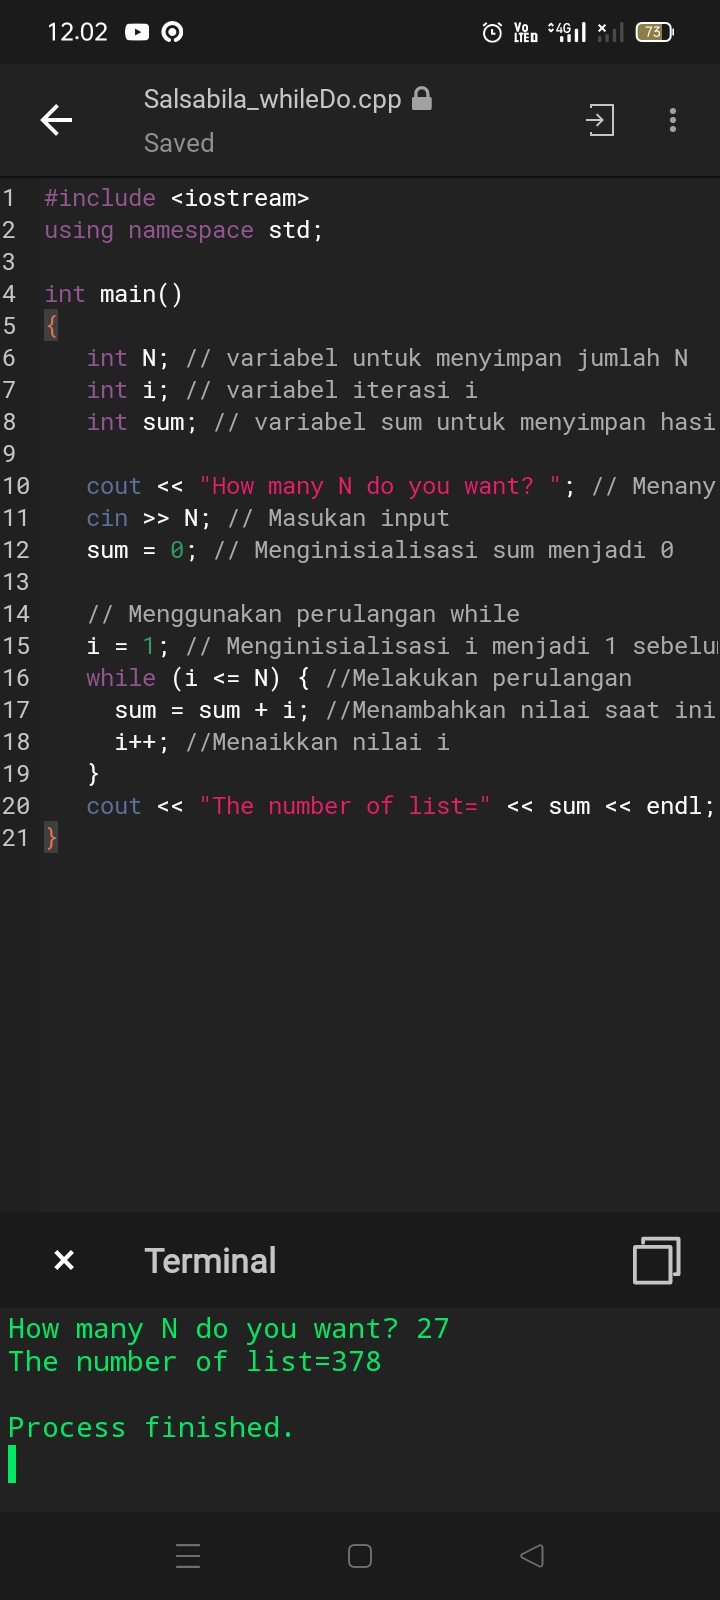 12.02 Vo LTED 4G 73
Salsabila_whileDo.cpp
Saved
1 #include <iostream>
2 using namespace std;
3
4 int main()
5 {
6 int N; // variabel untuk menyimpan jumlah N
7 int i; // variabel iterasi i
8 int sum; // variabel sum untuk menyimpan hasi
9
10 cout << "How many N do you want? "; // Menany
11 cin >> N; // Masukan input
12 sum = 0; // Menginisialisasi sum menjadi 0
13
14 // Menggunakan perulangan while
15 i = 1; // Menginisialisasi i menjadi 1 sebelu
16 while (i <= N) { //Melakukan perulangan
17 sum = sum + i; //Menambahkan nilai saat ini
18 i++; //Menaikkan nilai i
19 }
20 cout << "The number of list=" << sum << endl;
21 }
Terminal
How many N do you want? 27
The number of list=378
Process finished.